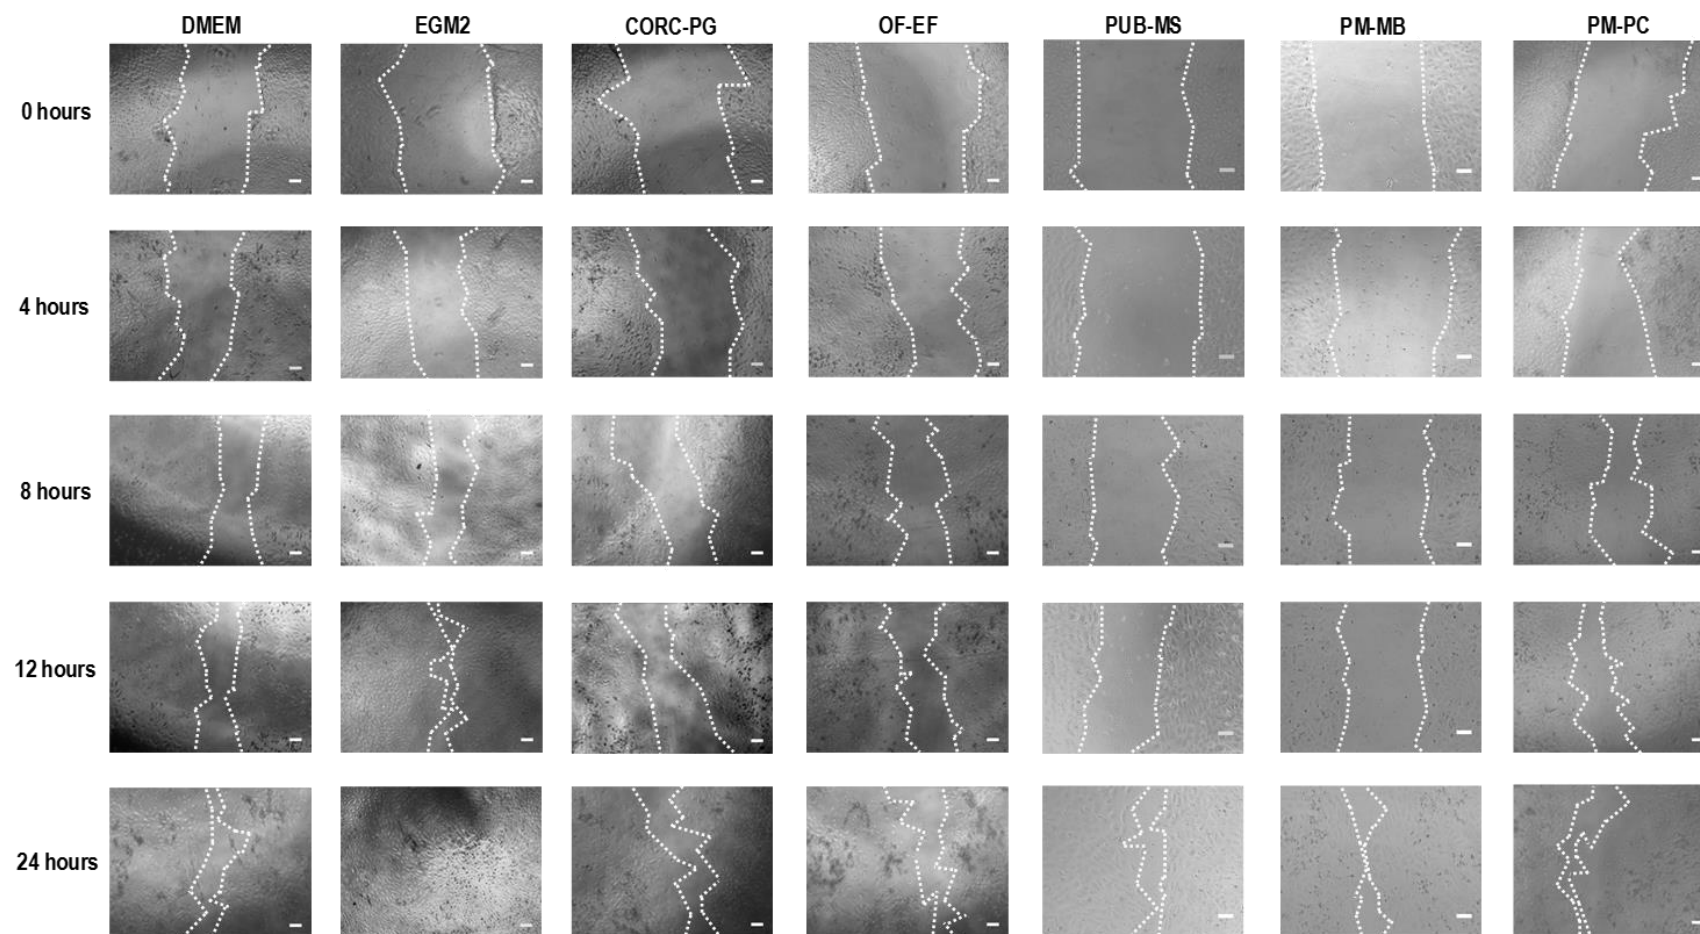 DMEM EGM2 CORC-PG OF-EF PUB-MS PM-MB PM-PC
0 hours
4 hours
8 hours
12 hours
24 hours